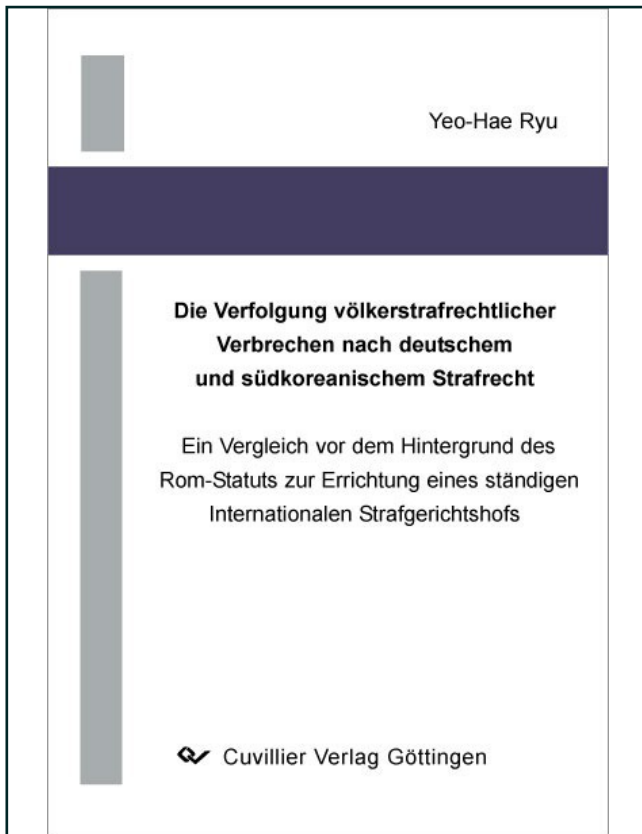 Yeo-Hae Ryu
Die Verfolgung völkerstrafrechtlicher
Verbrechen nach deutschem
und südkoreanischem Strafrecht
Ein Vergleich vor dem Hintergrund des
Rom-Statuts zur Errichtung eines ständigen
Internationalen Strafgerichtshofs
Cuvillier Verlag Göttingen